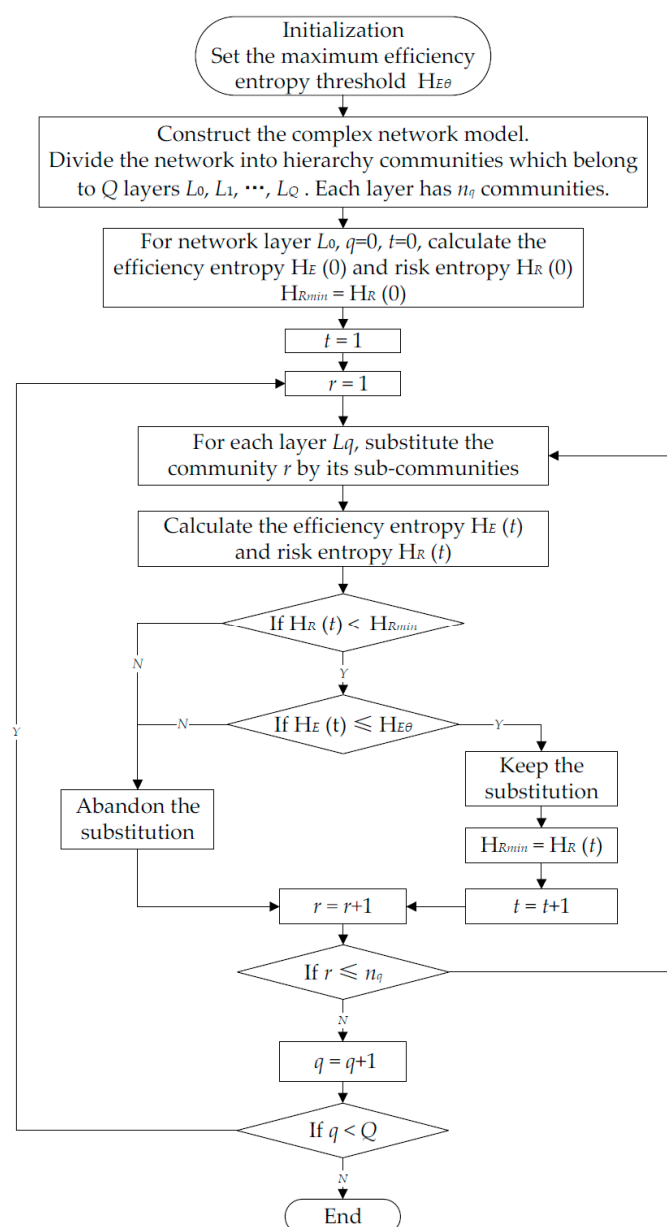 Initialization
Set the maximum efficiency
entropy threshold HEθ
Construct the complex network model.
Divide the network into hierarchy communities which belong
to Q layers L0, L1, ⋯, LQ . Each layer has nq communities.
For network layer L0, q=0, t=0, calculate the
efficiency entropy HE (0) and risk entropy HR (0)
HRmin = HR (0)
t = 1
r = 1
For each layer Lq, substitute the
community r by its sub-communities
Calculate the efficiency entropy HE (t)
and risk entropy HR (t)
If HR (t) < HRmin
N
Y
If HE (t) ⩽ HEθ
N
Y
Y
Keep the
substitution
Abandon the
substitution
HRmin = HR (t)
r = r+1
t = t+1
If r ⩽ nq
N
q = q+1
If q < Q
N
End